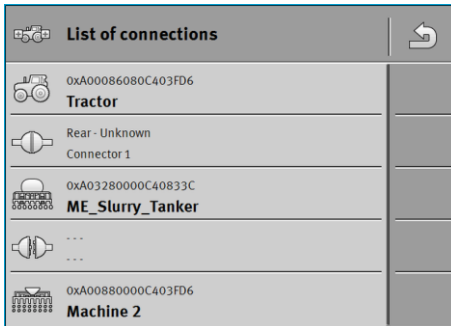 List of connections
0xA00086080C403FD6
Tractor
Rear - Unknown
Connector 1
0xA03280000C40833C
ME_Slurry_Tanker
- - -
- - -
0xA00880000C403FD6
Machine 2